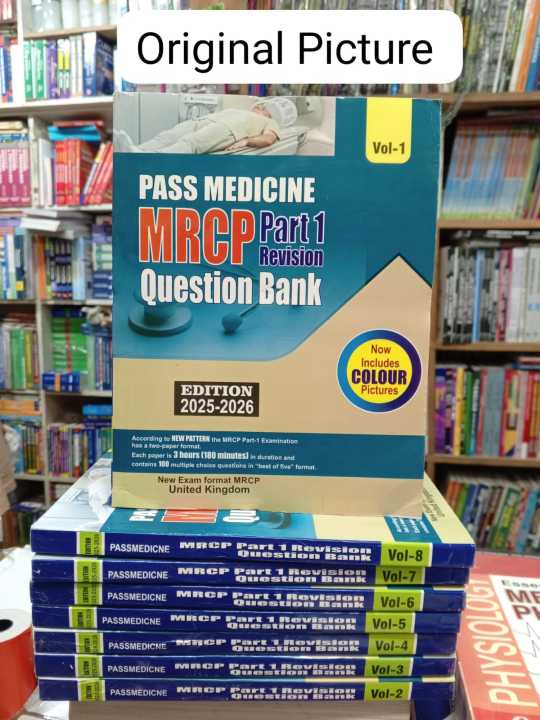 Original Picture
Vol-1
PASS MEDICINE
MRCP Part 1
Revision
Question Bank
Now
Includes
COLOUR
Pictures
EDITION
2025-2026
According to NEW PATTERN the MRCP Part-1 Examination
has a two-paper format.
Each paper is 3 hours (180 minutes) in duration and
contains 100 multiple choice questions in "best of five" format.
New Exam format MRCP
United Kingdom
PASSMEDICNE MRCP Part 1 Revision
Question Bank Vol-8
PASSMEDICNE MRCP Part 1 Revision
Question Bank Vol-7
PASSMEDICNE MRCP Part 1 Revision
Question Bank Vol-6
PASSMEDICNE MRCP Part 1 Revision
Question Bank Vol-5
PASSMEDICNE MRCP Part 1 Revision
Question Bank Vol-4
PASSMEDICNE MRCP Part 1 Revision
Question Bank Vol-3
PASSMEDICNE MRCP Part 1 Revision
Question Bank Vol-2
PHYSIOLOGY